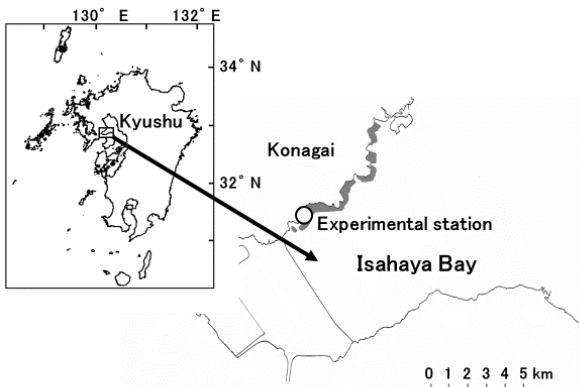 130° E 132° E
34° N
Kyushu
32° N
Konagai
Experimental station
Isahaya Bay
0 1 2 3 4 5 km